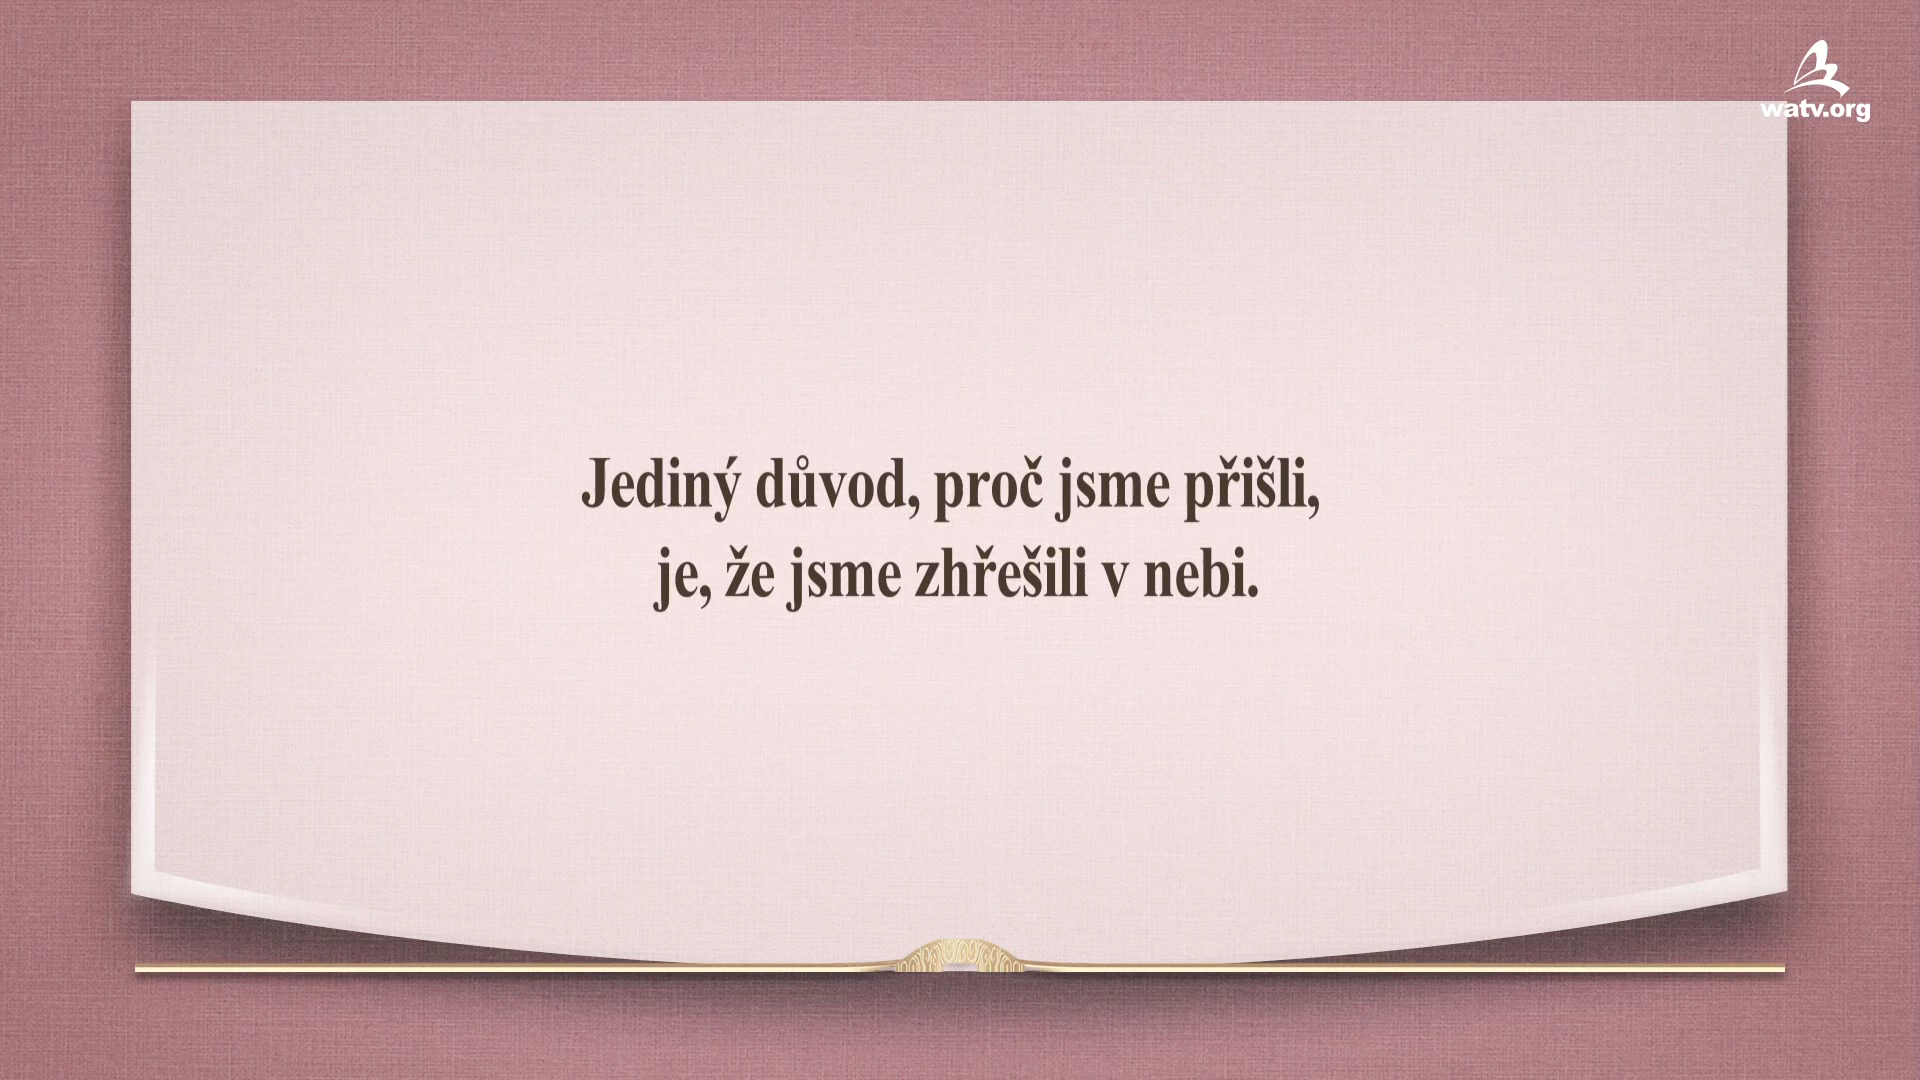 watv.org
Jediný důvod, proč jsme přišli,
je, že jsme zhřešili v nebi.